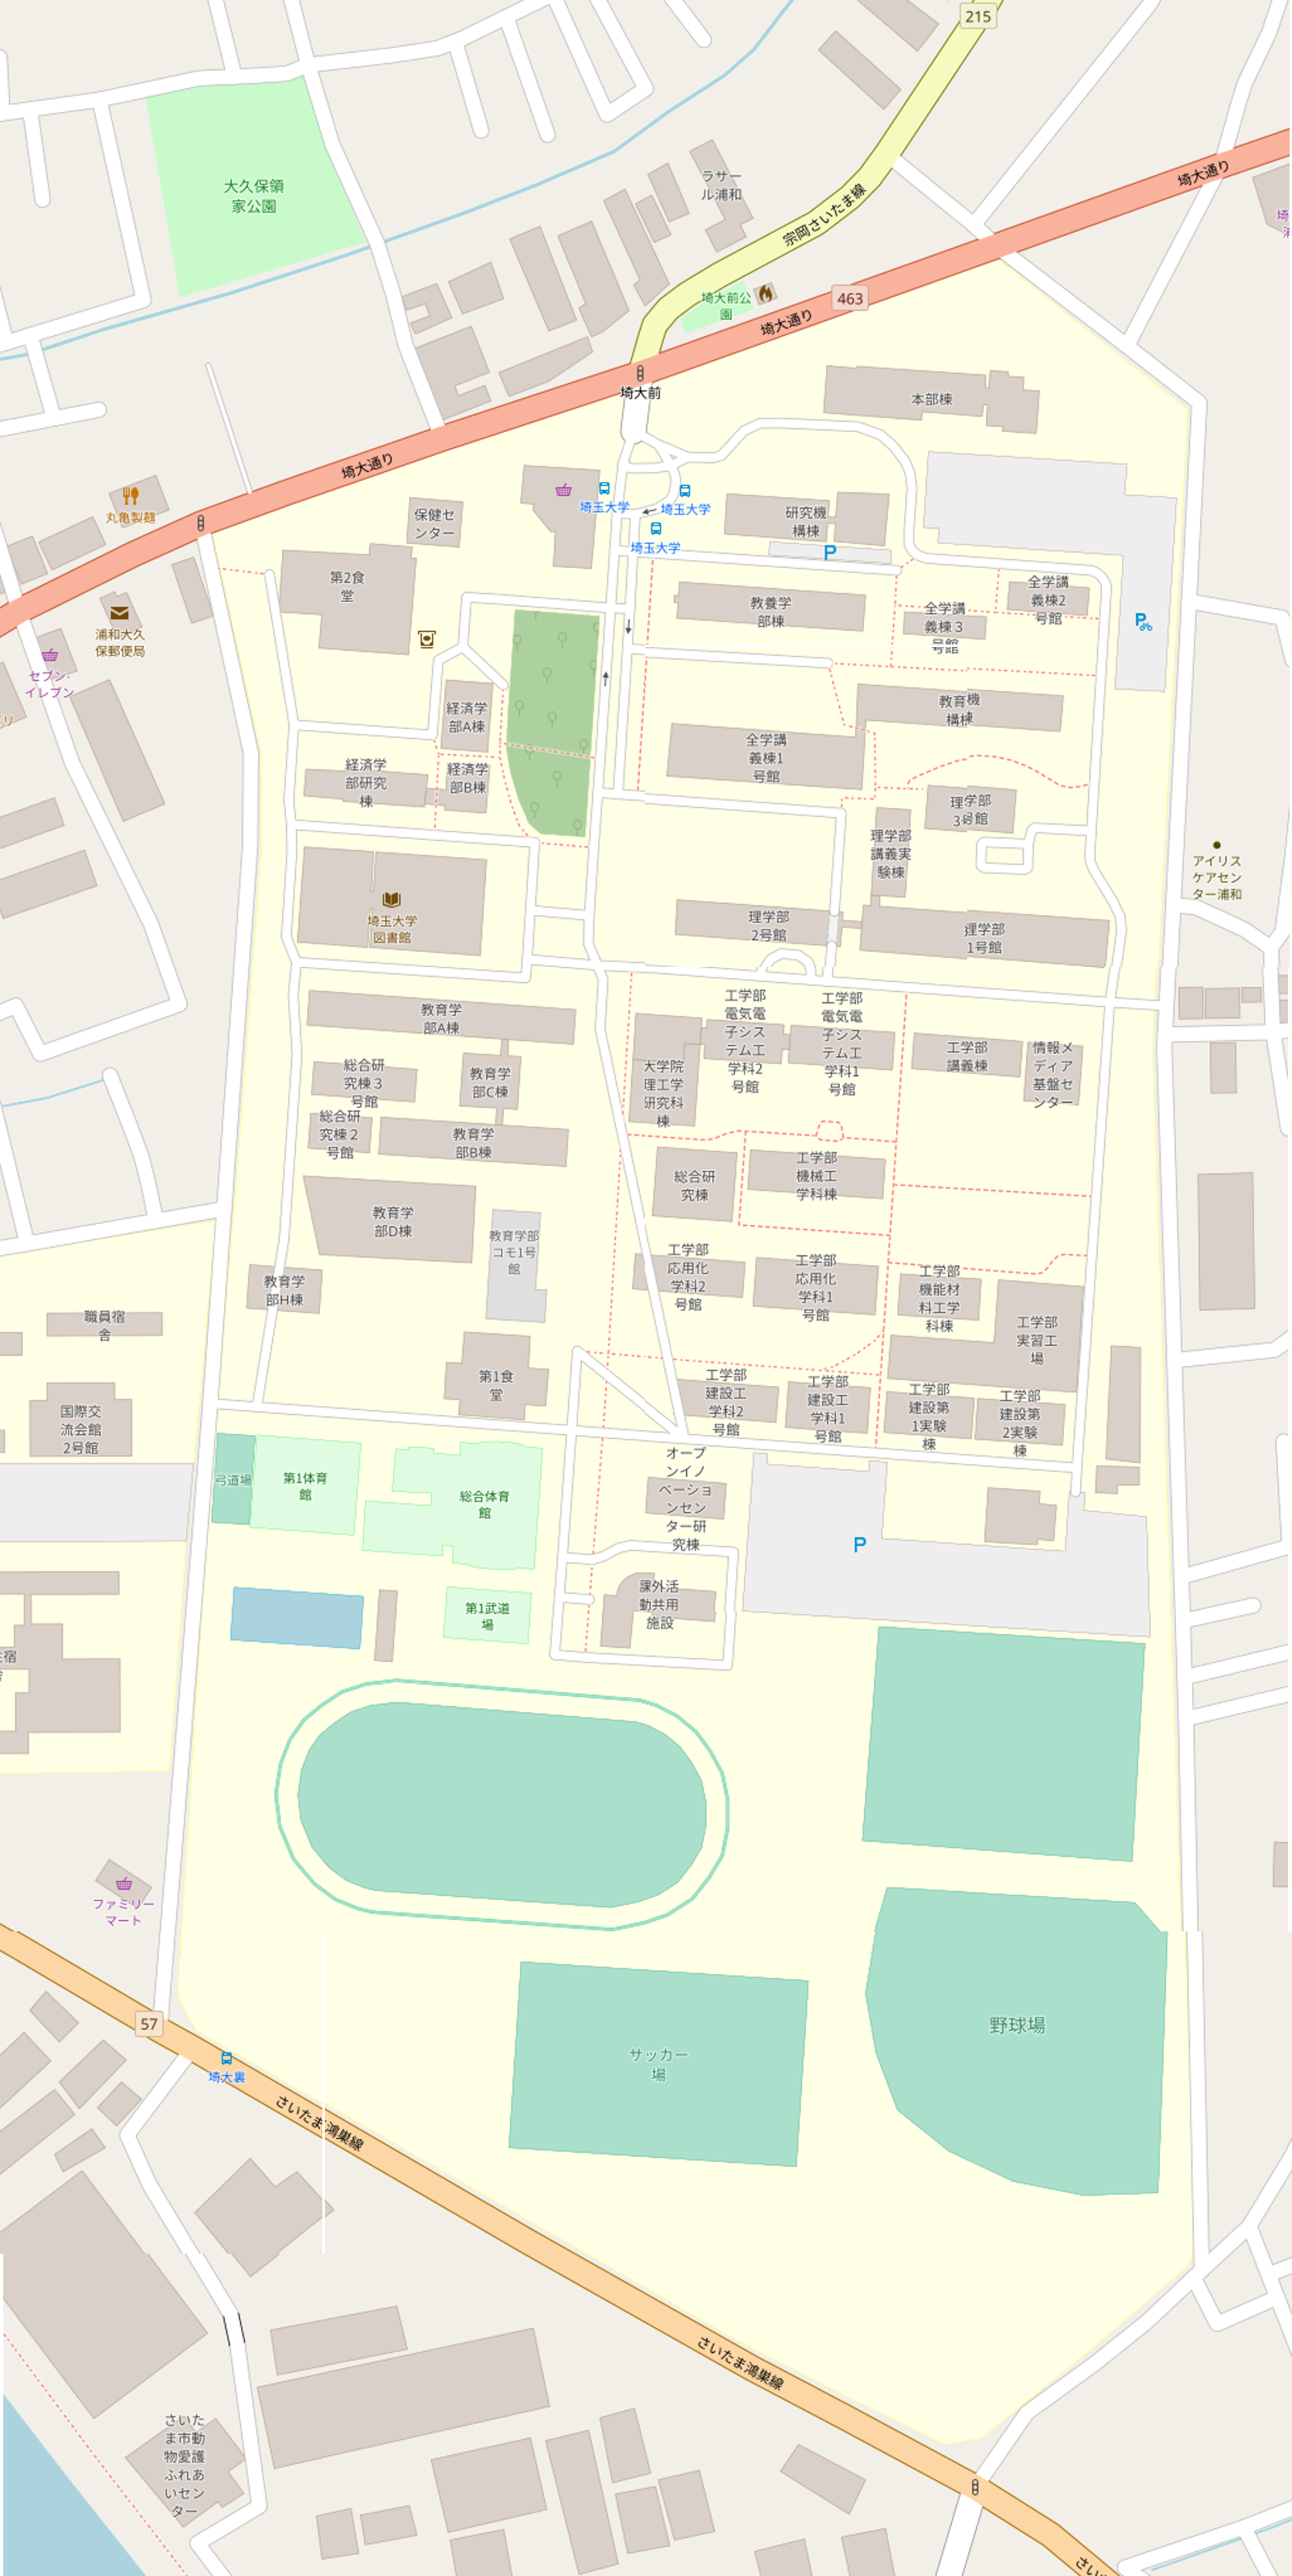 215
埼大通り
大久保領
家公園
ラサー
ル浦和
宗岡さいたま線
埼大前公
園
463
埼大通り
埼大前
本部棟
埼大通り
丸亀製麺
保健セ
ンター
埼玉大学
埼玉大学
埼玉大学
研究機
構棟
P
第2食
堂
教養学
部棟
全学講
義棟3
号館
全学講
義棟2
号館
P
浦和大久
保郵便局
セブン-
イレブン
リ
経済学
部A棟
教育機
構棟
全学講
義棟1
号館
経済学
部研究
棟
経済学
部B棟
理学部
3号館
理学部
講義実
験棟
アイリス
ケアセン
ター浦和
埼玉大学
図書館
理学部
2号館
理学部
1号館
教育学
部A棟
工学部
電気電
子シス
テム工
学科2
号館
工学部
電気電
子シス
テム工
学科1
号館
工学部
講義棟
情報メ
ディア
基盤セ
ンター
総合研
究棟3
号館
教育学
部C棟
大学院
理工学
研究科
棟
総合研
究棟2
号館
教育学
部B棟
総合研
究棟
工学部
機械工
学科棟
教育学
部D棟
教育学部
コモ1号
館
工学部
応用化
学科2
号館
工学部
応用化
学科1
号館
教育学
部H棟
工学部
機能材
料工学
科棟
工学部
実習工
場
職員宿
舎
第1食
堂
国際交
流会館
2号館
工学部
建設工
学科2
号館
工学部
建設工
学科1
号館
工学部
建設第
1実験
棟
工学部
建設第
2実験
棟
弓道場
第1体育
館
総合体育
館
オープ
ンイノ
ベーショ
ンセン
ター研
究棟
P
第1武道
場
課外活
動共用
施設
ファミリー
マート
57
埼大裏
さいたま鴻巣線
サッカー
場
野球場
さいたま鴻巣線
さいた
ま市動
物愛護
ふれあ
いセン
ター
さい